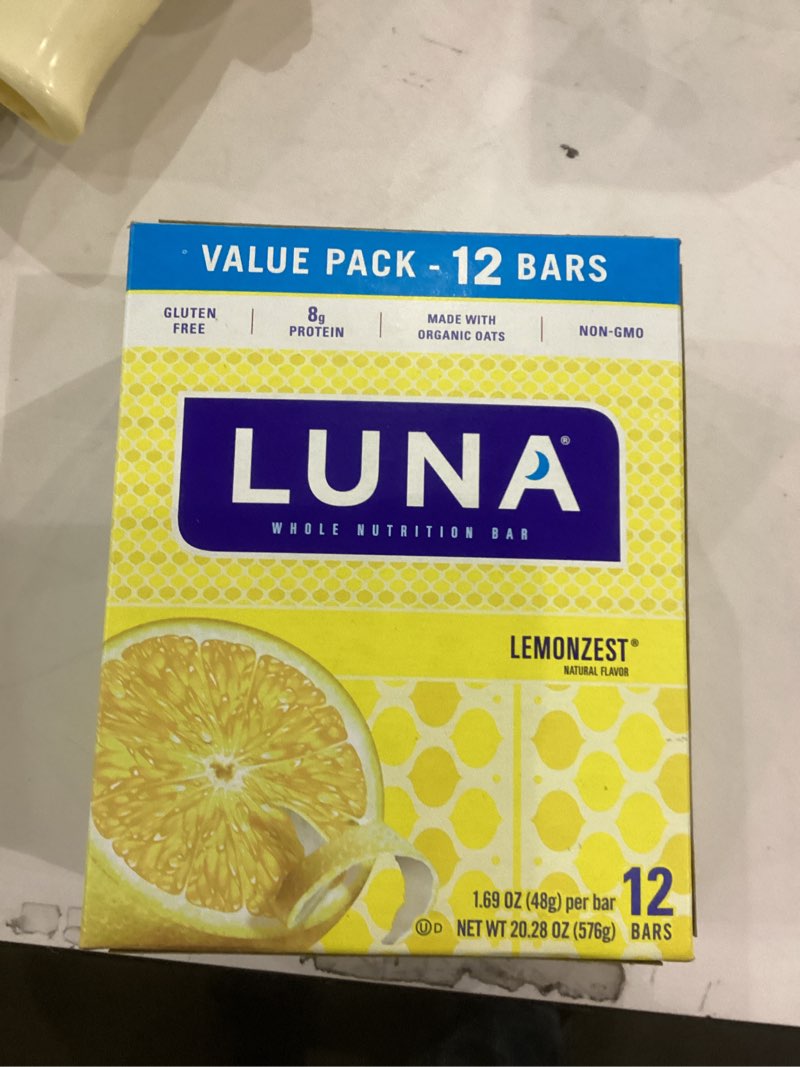 VALUE PACK - 12 BARS
GLUTEN FREE
8g PROTEIN
MADE WITH ORGANIC OATS
NON-GMO
LUNA®
WHOLE NUTRITION BAR
LEMONZEST®
NATURAL FLAVOR
1.69 OZ (48g) per bar
NET WT 20.28 OZ (576g)
12
BARS
Ⓤ D